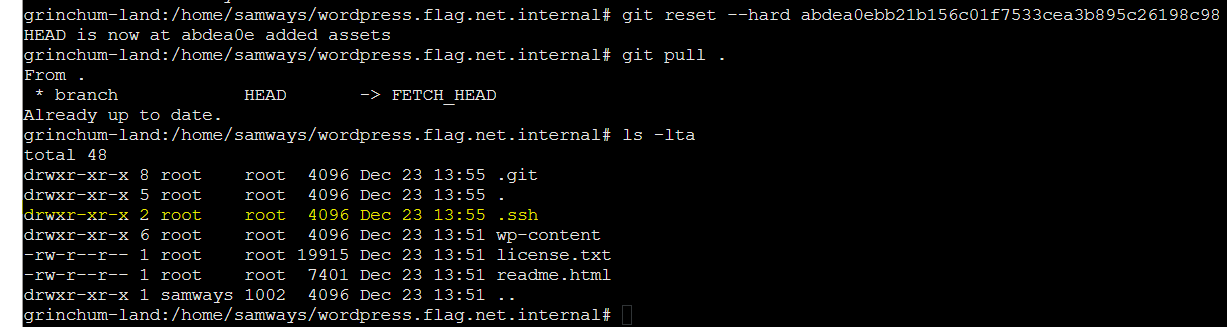 grinchum-land:/home/samways/wordpress.flag.net.internal# git reset --hard abdea0ebb21b156c01f7533cea3b895c26198c98
HEAD is now at abdea0e added assets
grinchum-land:/home/samways/wordpress.flag.net.internal# git pull .
From .
 * branch            HEAD       -> FETCH_HEAD
Already up to date.
grinchum-land:/home/samways/wordpress.flag.net.internal# ls -lta
total 48
drwxr-xr-x 8 root    root  4096 Dec 23 13:55 .git
drwxr-xr-x 5 root    root  4096 Dec 23 13:55 .
drwxr-xr-x 2 root    root  4096 Dec 23 13:55 .ssh
drwxr-xr-x 6 root    root  4096 Dec 23 13:51 wp-content
-rw-r--r-- 1 root    root 19915 Dec 23 13:51 license.txt
-rw-r--r-- 1 root    root  7401 Dec 23 13:51 readme.html
drwxr-xr-x 1 samways 1002  4096 Dec 23 13:51 ..
grinchum-land:/home/samways/wordpress.flag.net.internal#